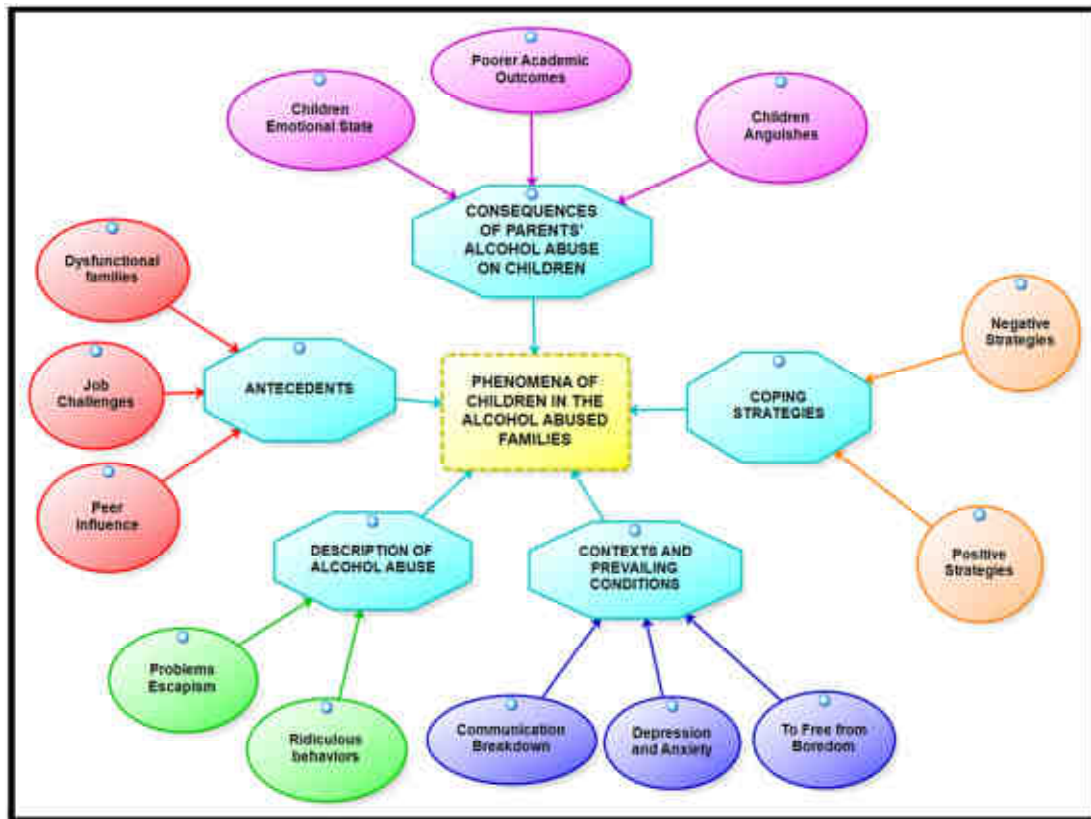 Poorer Academic
Outcomes
Children
Emotional State
Children
Anguishes
CONSEQUENCES
OF PARENTS'
ALCOHOL ABUSE
ON CHILDREN
Dysfunctional
families
Job
Challenges
Peer
Influence
ANTECEDENTS
PHENOMENA OF
CHILDREN IN THE
ALCOHOL ABUSED
FAMILIES
COPING
STRATEGIES
Negative
Strategies
Positive
Strategies
DESCRIPTION OF
ALCOHOL ABUSE
CONTEXTS AND
PREVAILING
CONDITIONS
Problems
Escapism
Ridiculous
behaviors
Communication
Breakdown
Depression
and Anxiety
To Free from
Boredom